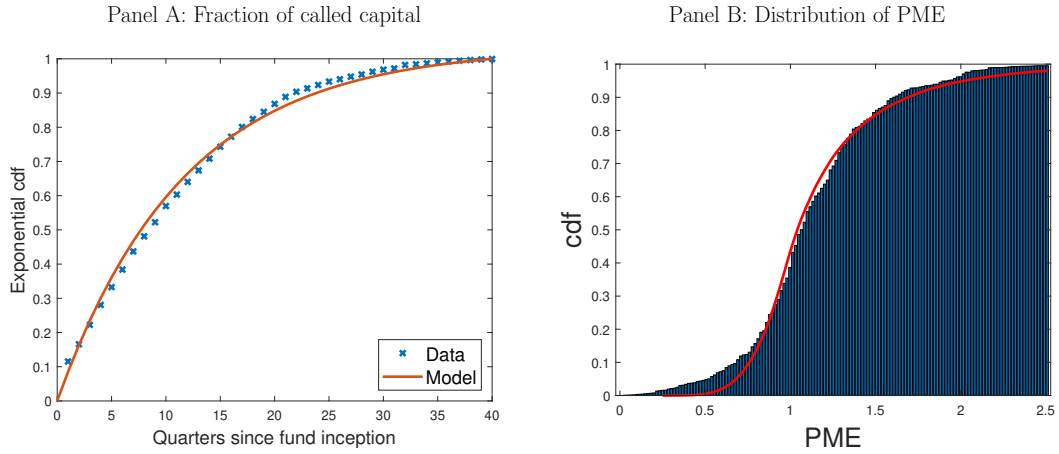 Panel A: Fraction of called capital
1
0.9
0.8
0.7
0.6
0.5
0.4
0.3
0.2
0.1
0
Exponential cdf
0 5 10 15 20 25 30 35 40
Quarters since fund inception
Data
Model
Panel B: Distribution of PME
1
0.9
0.8
0.7
0.6
0.5
0.4
0.3
0.2
0.1
0
cdf
0 0.5 1 1.5 2 2.5
PME